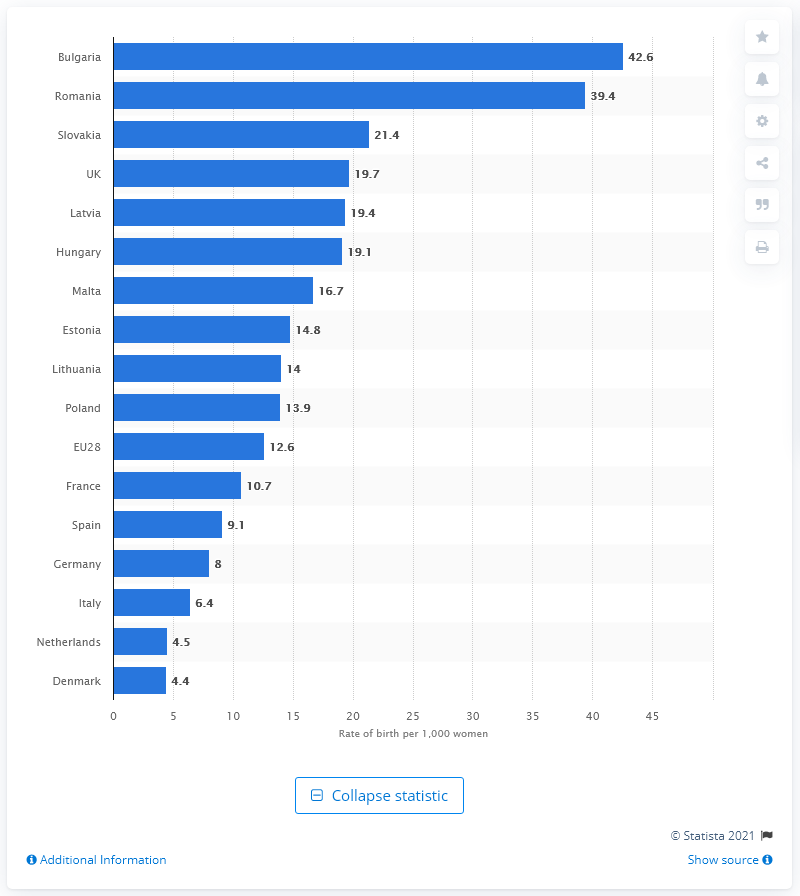 Bulgaria 42.6
Romania 39.4
Slovakia 21.4
UK 19.7
Latvia 19.4
Hungary 19.1
Malta 16.7
Estonia 14.8
Lithuania 14
Poland 13.9
EU28 12.6
France 10.7
Spain 9.1
Germany 8
Italy 6.4
Netherlands 4.5
Denmark 4.4
0 5 10 15 20 25 30 35 40 45
Rate of birth per 1,000 women
Collapse statistic
© Statista 2021
Additional Information Show source